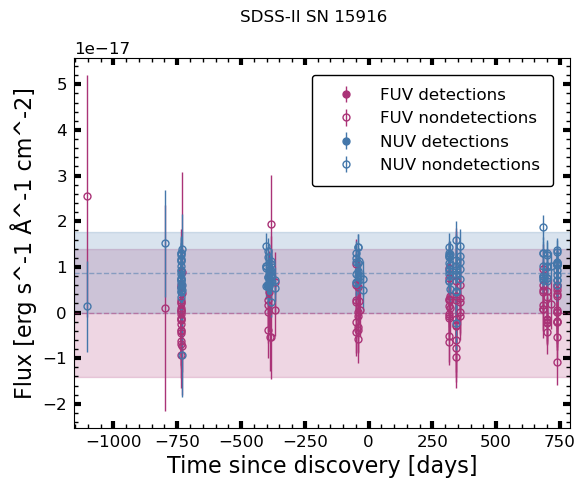 SDSS-II SN 15916
1e−17
FUV detections
FUV nondetections
NUV detections
NUV nondetections
5
4
3
2
1
0
−1
−2
Flux [erg s^-1 Å^-1 cm^-2]
−1000 −750 −500 −250 0 250 500 750
Time since discovery [days]